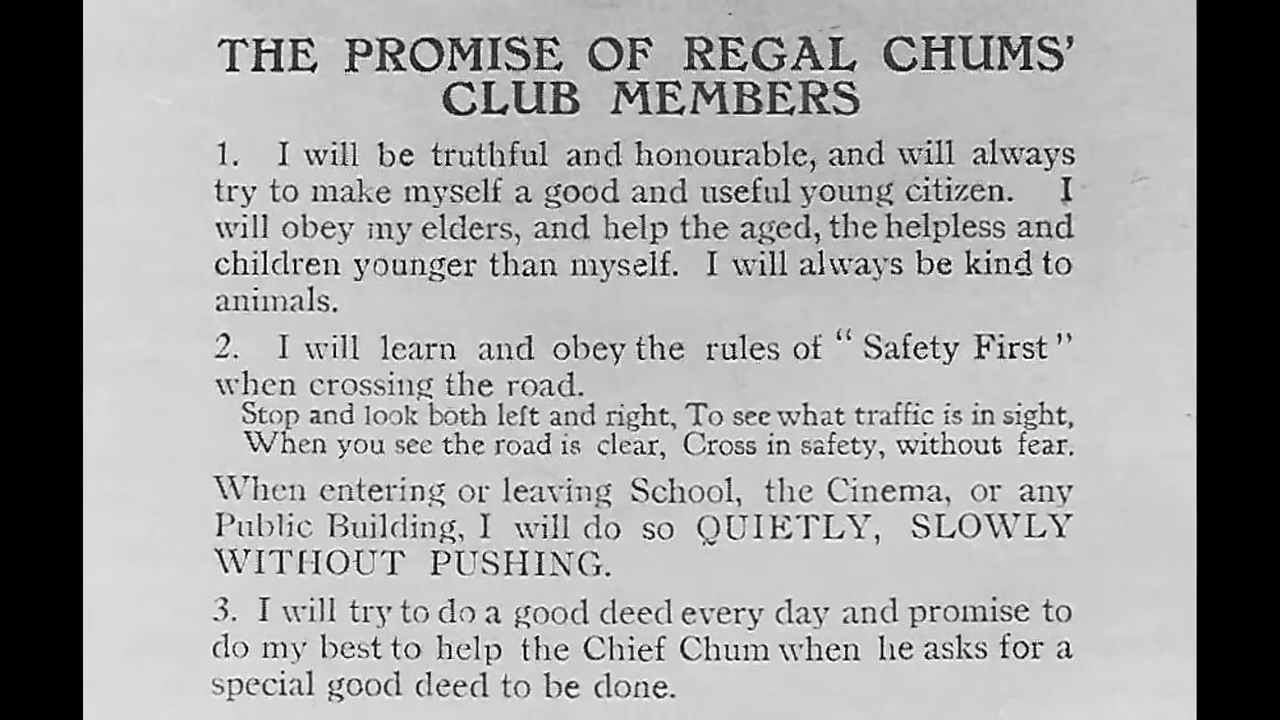 THE PROMISE OF REGAL CHUMS'
CLUB MEMBERS
1. I will be truthful and honourable, and will always
try to make myself a good and useful young citizen. I
will obey my elders, and help the aged, the helpless and
children younger than myself. I will always be kind to
animals.
2. I will learn and obey the rules of “ Safety First ”
when crossing the road.
Stop and look both left and right, To see what traffic is in sight,
When you see the road is clear, Cross in safety, without fear.
When entering or leaving School, the Cinema, or any
Public Building, I will do so QUIETLY, SLOWLY
WITHOUT PUSHING.
3. I will try to do a good deed every day and promise to
do my best to help the Chief Chum when he asks for a
special good deed to be done.